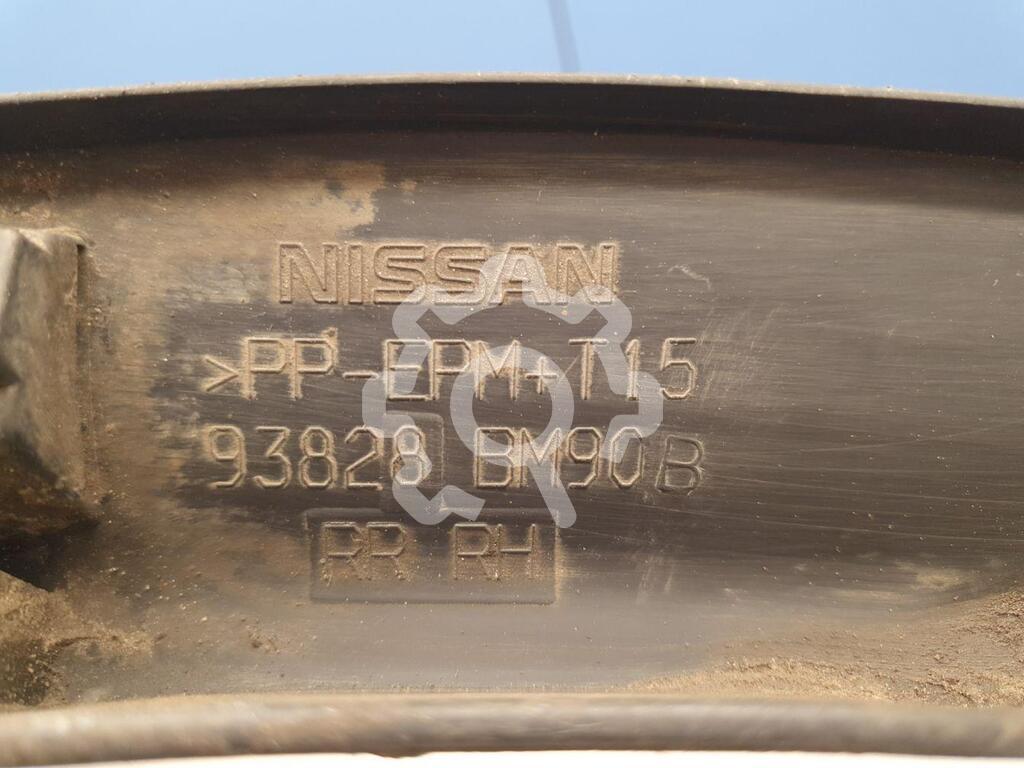 NISSAN
>PP-EPM+T15
93828 BM90B
RR RH